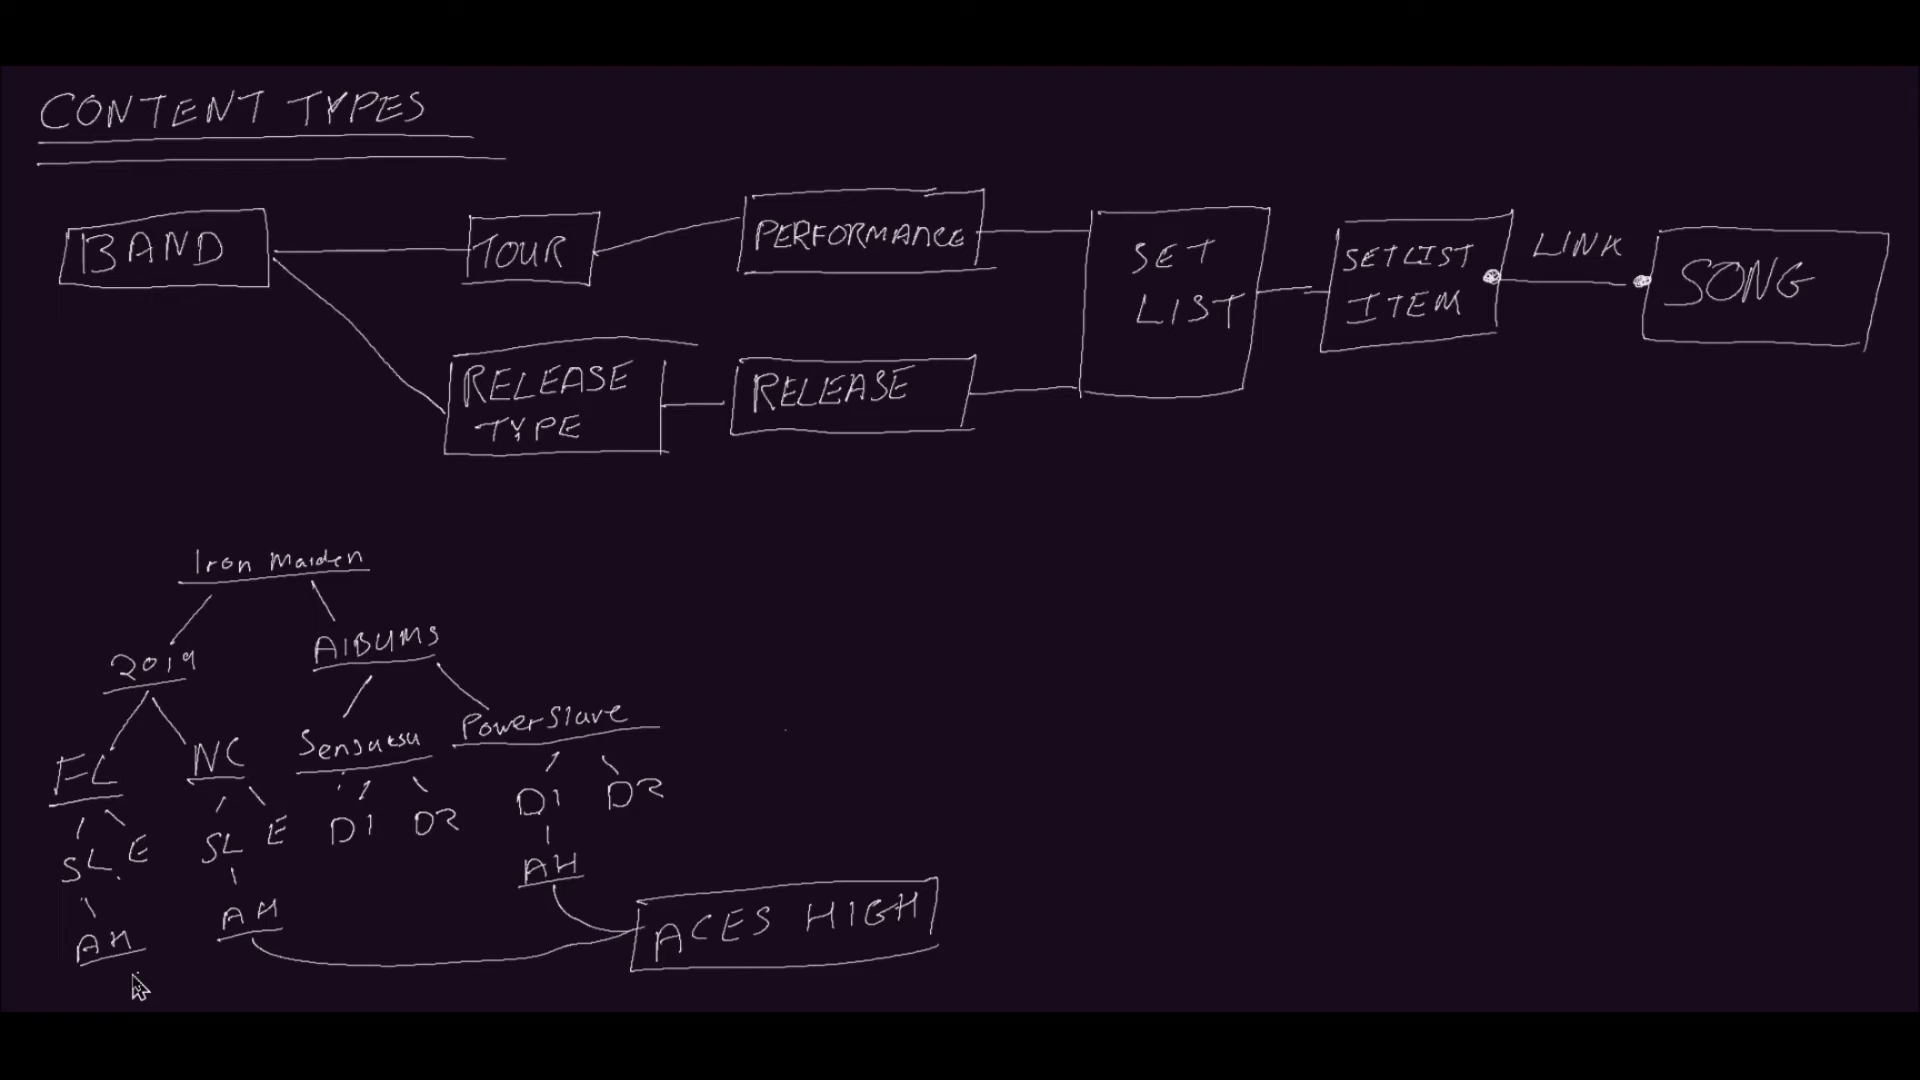 CONTENT TYPES
BAND
TOUR
PERFORMANCE
SET
LIST
SETLIST
ITEM
LINK
SONG
RELEASE
TYPE
RELEASE
Iron Maiden
2019
AlBUMS
FL
NC
PowerSlave
SL E
SL E
D1 D2
D1 D2
AH
AH
AH
ACES HIGH